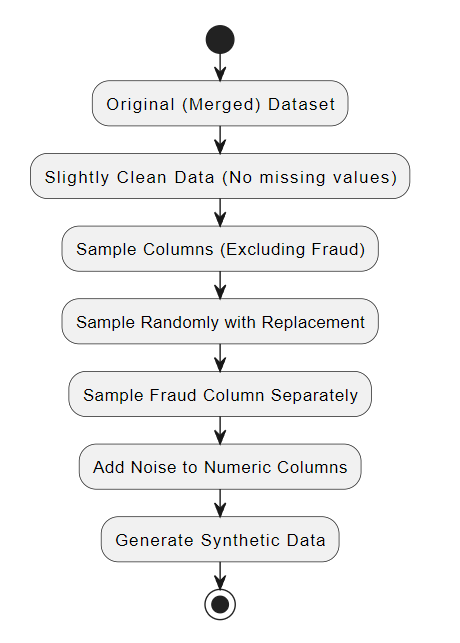 Original (Merged) Dataset
Slightly Clean Data (No missing values)
Sample Columns (Excluding Fraud)
Sample Randomly with Replacement
Sample Fraud Column Separately
Add Noise to Numeric Columns
Generate Synthetic Data